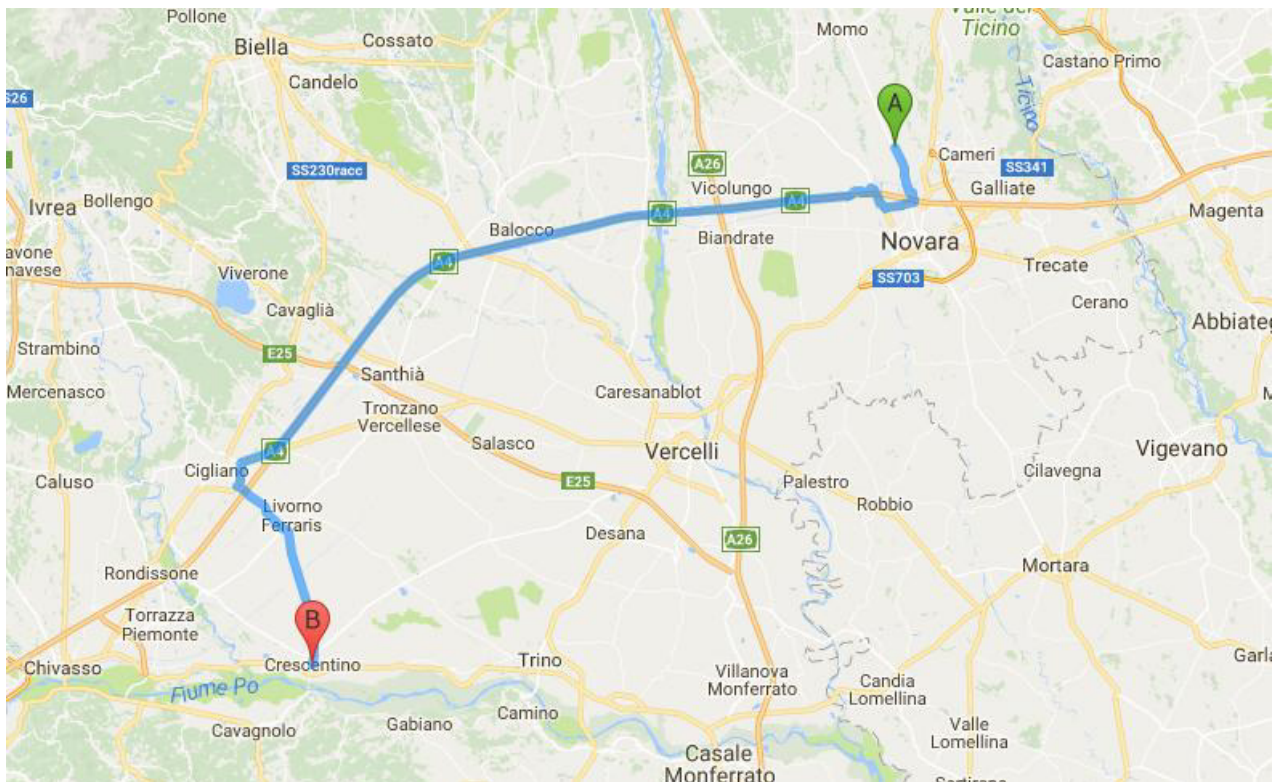 Pollone
Biella
Cossato
Candelo
Momo
Valle del
Ticino
Castano Primo
Ticino
S26
SS230racc
A26
A
Cameri
SS341
Galliate
Vicolungo
A4
A4
Magenta
Ivrea
Bollengo
Balocco
Biandrate
Novara
Trecate
avone
navese
Viverone
A4
SS703
Cavaglià
Cerano
Abbiateg
Strambino
E25
Santhià
Mercenasco
Caresanablot
Tronzano
Vercellese
Salasco
Vercelli
Vigevano
A4
Cigliano
Caluso
E25
Palestro
Cilavegna
Robbio
Livorno
Ferraris
Desana
A26
Mortara
Rondissone
Torrazza
Piemonte
B
Chivasso
Crescentino
Trino
Villanova
Monferrato
Candia
Lomellina
Garla
Fiume Po
Cavagnolo
Gabiano
Camino
Valle
Lomellina
Casale
Monferrato